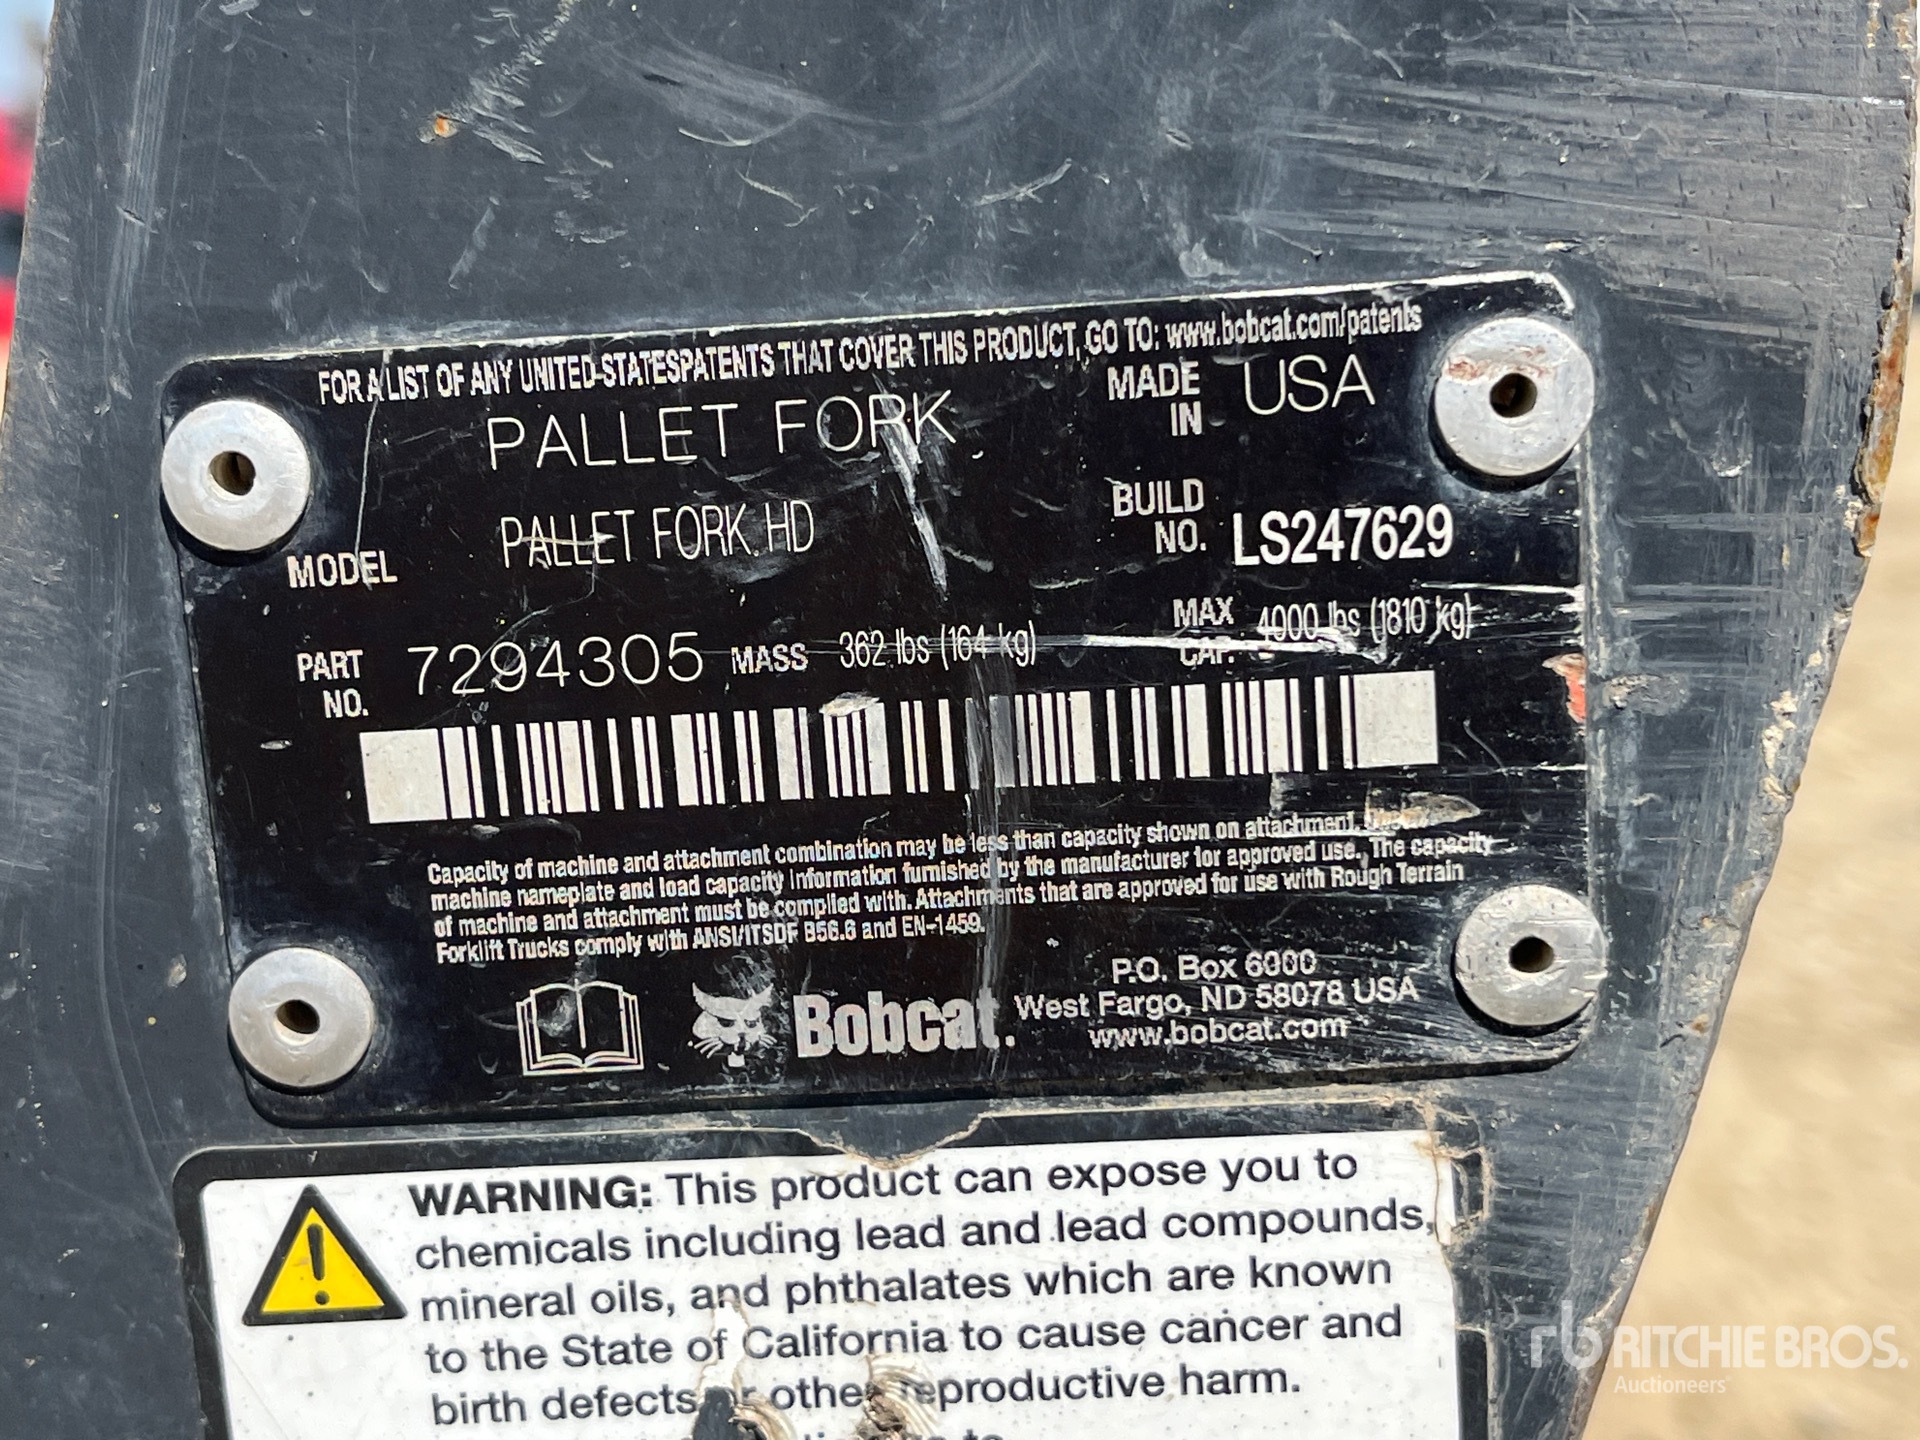 FOR A LIST OF ANY UNITED STATES PATENTS THAT COVER THIS PRODUCT, GO TO: www.bobcat.com/patents
PALLET FORK
MADE IN USA
MODEL PALLET FORK, HD
BUILD NO. LS247629
PART NO. 7294305 MASS 362 lbs (164 kg)
MAX CAP. 4000 lbs (1810 kg)
Capacity of machine and attachment combination may be less than capacity shown on attachment.
machine nameplate and load capacity information furnished by the manufacturer for approved use. The capacity
of machine and attachment must be complied with. Attachments that are approved for use with Rough Terrain
Forklift Trucks comply with ANSI/ITSDF B56.6 and EN-1459.
Bobcat.
P.O. Box 6000
West Fargo, ND 58078 USA
www.bobcat.com
WARNING: This product can expose you to
chemicals including lead and lead compounds,
mineral oils, and phthalates which are known
to the State of California to cause cancer and
birth defects or other reproductive harm.
to
rb RITCHIE BROS.
Auctioneers